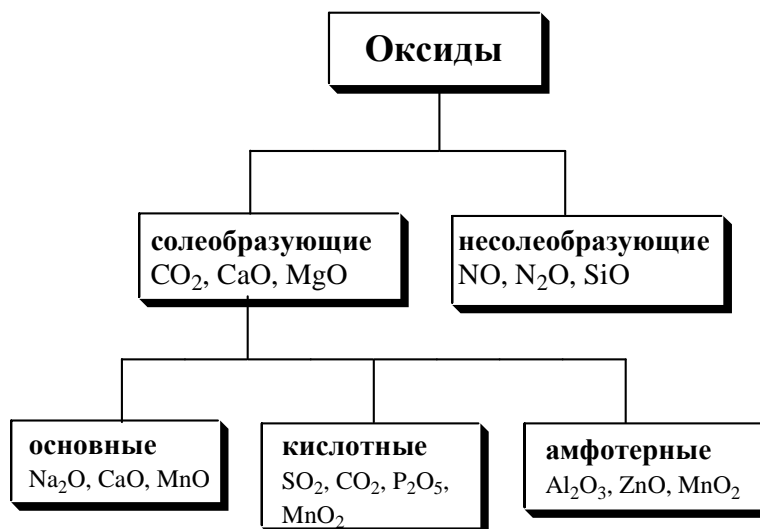 Оксиды
солеобразующие
CO₂, CaO, MgO
несолеобразующие
NO, N₂O, SiO
основные
Na₂O, CaO, MnO
кислотные
SO₂, CO₂, P₂O₅,
MnO₂
амфотерные
Al₂O₃, ZnO, MnO₂